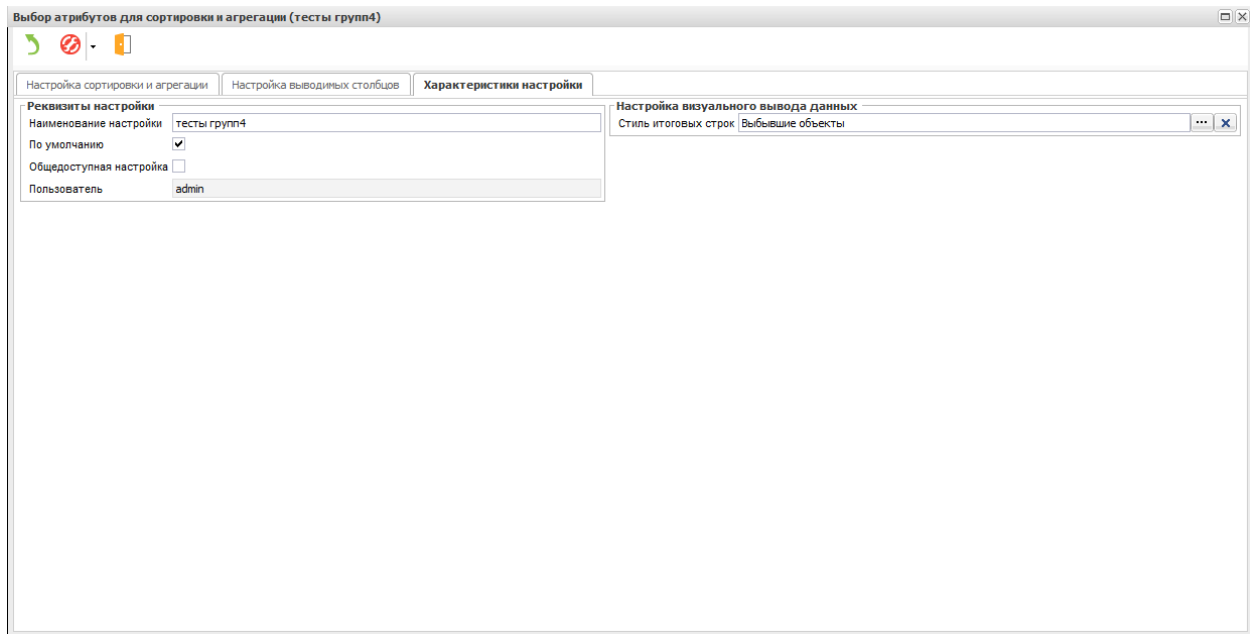 Выбор атрибутов для сортировки и агрегации (тесты групп4)
Настройка сортировки и агрегации Настройка выводимых столбцов Характеристики настройки
Реквизиты настройки
Наименование настройки тесты групп4
По умолчанию
Общедоступная настройка
Пользователь admin
Настройка визуального вывода данных
Стиль итоговых строк Выбывшие объекты